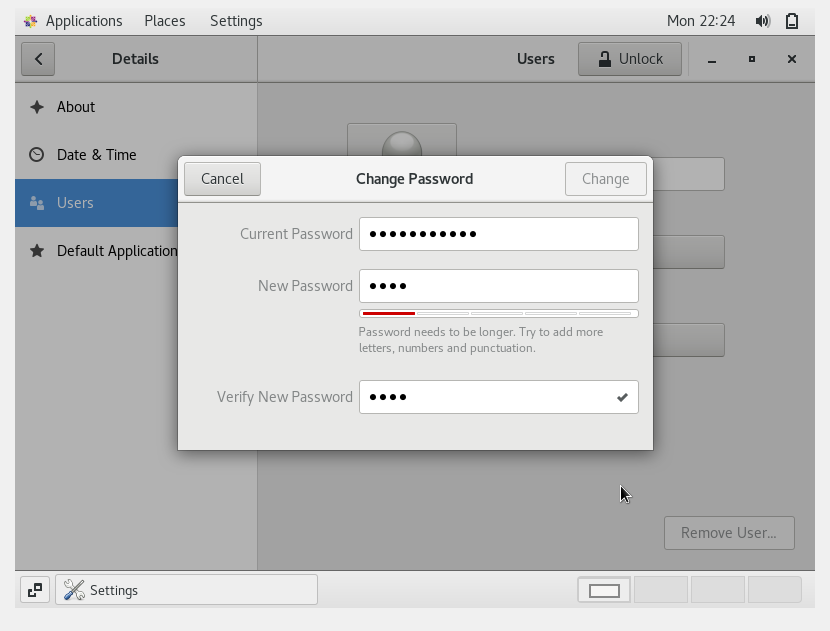 Applications Places Settings Mon 22:24
Details Users Unlock
About
Date & Time
Users
Default Application
Cancel Change Password Change
Current Password ●●●●●●●●●●●
New Password ●●●●
Password needs to be longer. Try to add more
letters, numbers and punctuation.
Verify New Password ●●●●
Remove User...
Settings